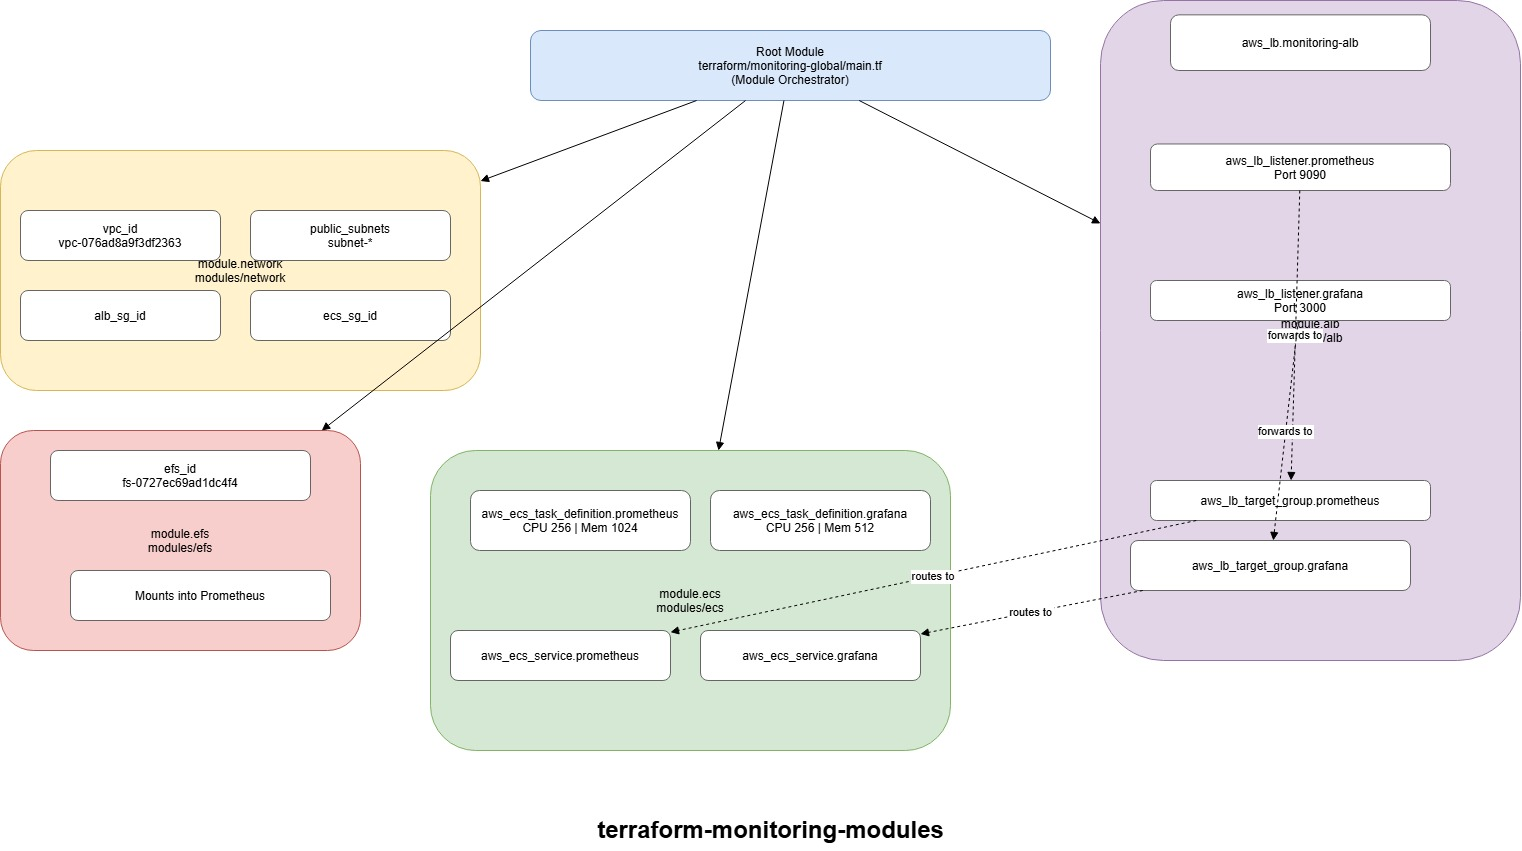 Root Module
terraform/monitoring-global/main.tf
(Module Orchestrator)
aws_lb.monitoring-alb
aws_lb_listener.prometheus
Port 9090
aws_lb_listener.grafana
Port 3000
module.alb
/alb
forwards to
forwards to
aws_lb_target_group.prometheus
aws_lb_target_group.grafana
vpc_id
vpc-076ad8a9f3df2363
public_subnets
subnet-*
module.network
modules/network
alb_sg_id
ecs_sg_id
efs_id
fs-0727ec69ad1dc4f4
module.efs
modules/efs
Mounts into Prometheus
aws_ecs_task_definition.prometheus
CPU 256 | Mem 1024
aws_ecs_task_definition.grafana
CPU 256 | Mem 512
routes to
routes to
module.ecs
modules/ecs
aws_ecs_service.prometheus
aws_ecs_service.grafana
terraform-monitoring-modules